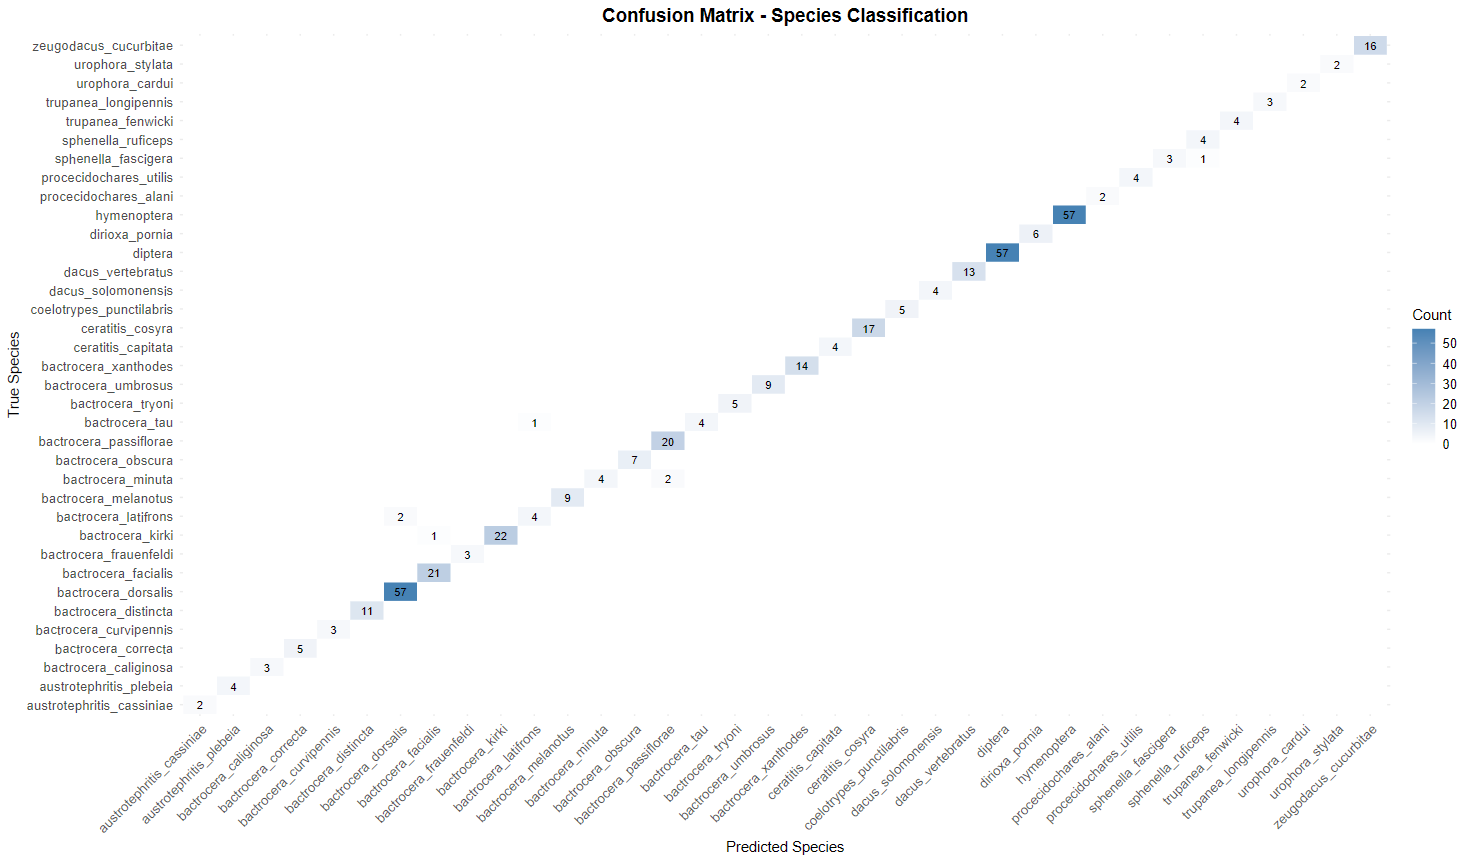 Confusion Matrix - Species Classification
True Species
zeugodacus_cucurbitae 16
urophora_stylata 2
urophora_cardui 2
trupanea_longipennis 3
trupanea_fenwicki 4
sphenella_ruficeps 4
sphenella_fascigera 3 1
procecidochares_utilis 4
procecidochares_alani 2
hymenoptera 57
dirioxa_pornia 6
diptera 57
dacus_vertebratus 13
dacus_solomonensis 4
coelotrypes_punctilabris 5
ceratitis_cosyra 17
ceratitis_capitata 4
bactrocera_xanthodes 14
bactrocera_umbrosus 9
bactrocera_tryoni 5
bactrocera_tau 1 4
bactrocera_passiflorae 20
bactrocera_obscura 7
bactrocera_minuta 4 2
bactrocera_melanotus 9
bactrocera_latifrons 2 4
bactrocera_kirki 1 22
bactrocera_frauenfeldi 3
bactrocera_facialis 21
bactrocera_dorsalis 57
bactrocera_distincta 11
bactrocera_curvipennis 3
bactrocera_correcta 5
bactrocera_caliginosa 3
austrotephritis_plebeia 4
austrotephritis_cassiniae 2
austrotephritis_cassiniae
austrotephritis_plebeia
bactrocera_caliginosa
bactrocera_correcta
bactrocera_curvipennis
bactrocera_distincta
bactrocera_dorsalis
bactrocera_facialis
bactrocera_frauenfeldi
bactrocera_kirki
bactrocera_latifrons
bactrocera_melanotus
bactrocera_minuta
bactrocera_obscura
bactrocera_passiflorae
bactrocera_tau
bactrocera_tryoni
bactrocera_umbrosus
bactrocera_xanthodes
ceratitis_capitata
ceratitis_cosyra
coelotrypes_punctilabris
dacus_solomonensis
dacus_vertebratus
diptera
dirioxa_pornia
hymenoptera
procecidochares_alani
procecidochares_utilis
sphenella_fascigera
sphenella_ruficeps
trupanea_fenwicki
trupanea_longipennis
urophora_cardui
urophora_stylata
zeugodacus_cucurbitae
Predicted Species
Count
50
40
30
20
10
0